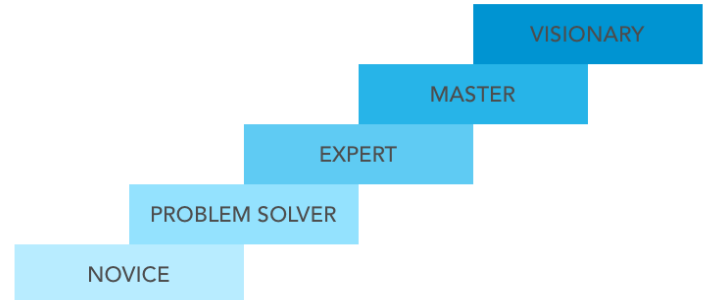 VISIONARY
MASTER
EXPERT
PROBLEM SOLVER
NOVICE